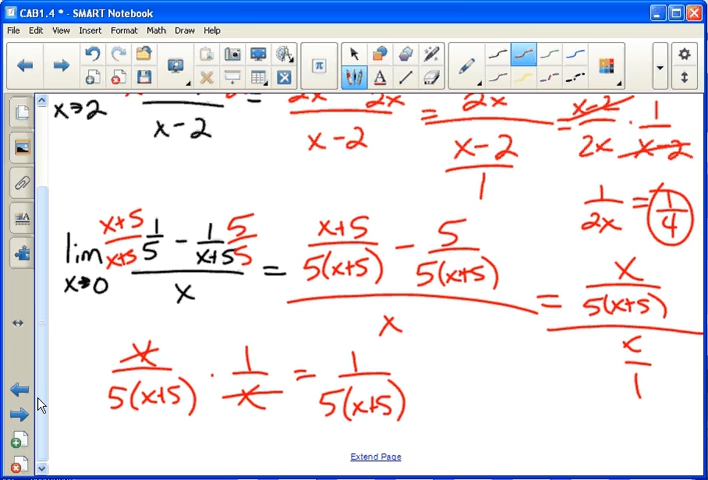 CAB1.4 * - SMART Notebook
File Edit View Insert Format Math Draw Help
x→2
x-2 = 2x 2x = 2x = x-2 / 2x · 1 / x-2
x-2 x-2 / 1
1/2x = 1/4
lim x→0 (x+5/x+5 1/5 - 1/x+5 5/5) / x = (x+5 / 5(x+5) - 5 / 5(x+5)) / x = (x / 5(x+5)) / (x/1)
x / 5(x+5) · 1 / x = 1 / 5(x+5)
Extend Page